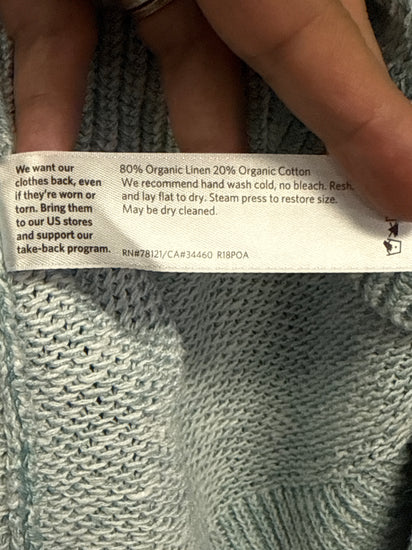 We want our
clothes back, even
if they're worn or
torn. Bring them
to our US stores
and support our
take-back program.
80% Organic Linen 20% Organic Cotton
We recommend hand wash cold, no bleach.
and lay flat to dry. Steam press to restore size.
May be dry cleaned.
RN#78121/CA#34460 R18POA